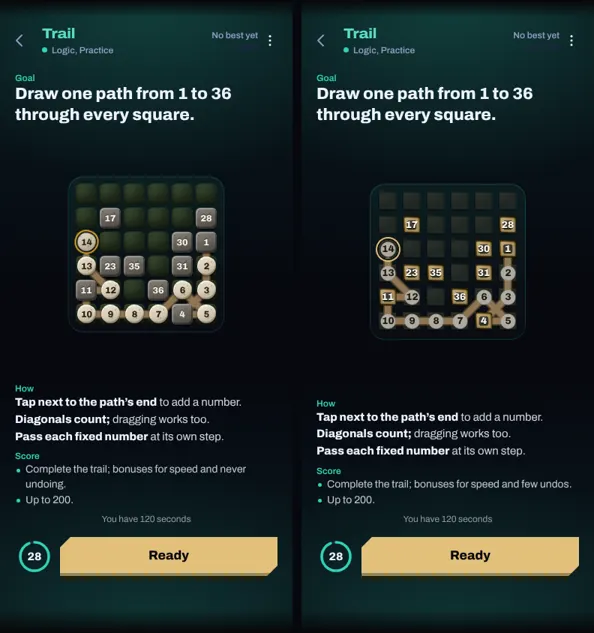 Trail
No best yet
Logic, Practice
Goal
Draw one path from 1 to 36
through every square.
17 28
14 30 1
13 23 35 31 2
11 12 36 6 3
10 9 8 7 4 5
How
Tap next to the path's end to add a number.
Diagonals count; dragging works too.
Pass each fixed number at its own step.
Score
Complete the trail; bonuses for speed and never
undoing.
Up to 200.
You have 120 seconds
28
Ready
Trail
No best yet
Logic, Practice
Goal
Draw one path from 1 to 36
through every square.
17 28
14 30 1
13 23 35 31 2
11 12 36 6 3
10 9 8 7 4 5
How
Tap next to the path's end to add a number.
Diagonals count; dragging works too.
Pass each fixed number at its own step.
Score
Complete the trail; bonuses for speed and few undos.
Up to 200.
You have 120 seconds
28
Ready